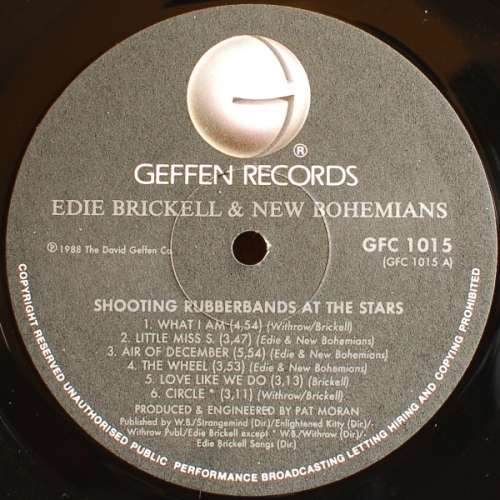 ®
GEFFEN RECORDS
EDIE BRICKELL & NEW BOHEMIANS
℗ 1988 The David Geffen Co.
GFC 1015
(GFC 1015 A)
SHOOTING RUBBERBANDS AT THE STARS
1. WHAT I AM (4,54) (Withrow/Brickell)
2. LITTLE MISS S. (3,47) (Edie & New Bohemians)
3. AIR OF DECEMBER (5,54) (Edie & New Bohemians)
4. THE WHEEL (3,53) (Edie & New Bohemians)
5. LOVE LIKE WE DO (3,13) (Brickell)
6. CIRCLE * (3,11) (Withrow/Brickell)
PRODUCED & ENGINEERED BY PAT MORAN
Published by W.B./Strangemind (Dir.)/Enlightened Kitty (Dir.)/-
Withrow Publ./Edie Brickell except * W.B./Withrow (Dir.)/
Edie Brickell Songs (Dir.)
COPYRIGHT RESERVED UNAUTHORISED PUBLIC PERFORMANCE BROADCASTING LETTING HIRING AND COPYING PROHIBITED